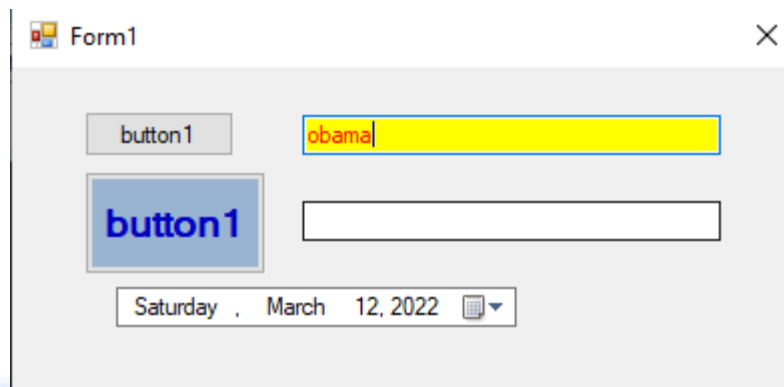 Form1
button1
obama
button1
Saturday , March 12, 2022